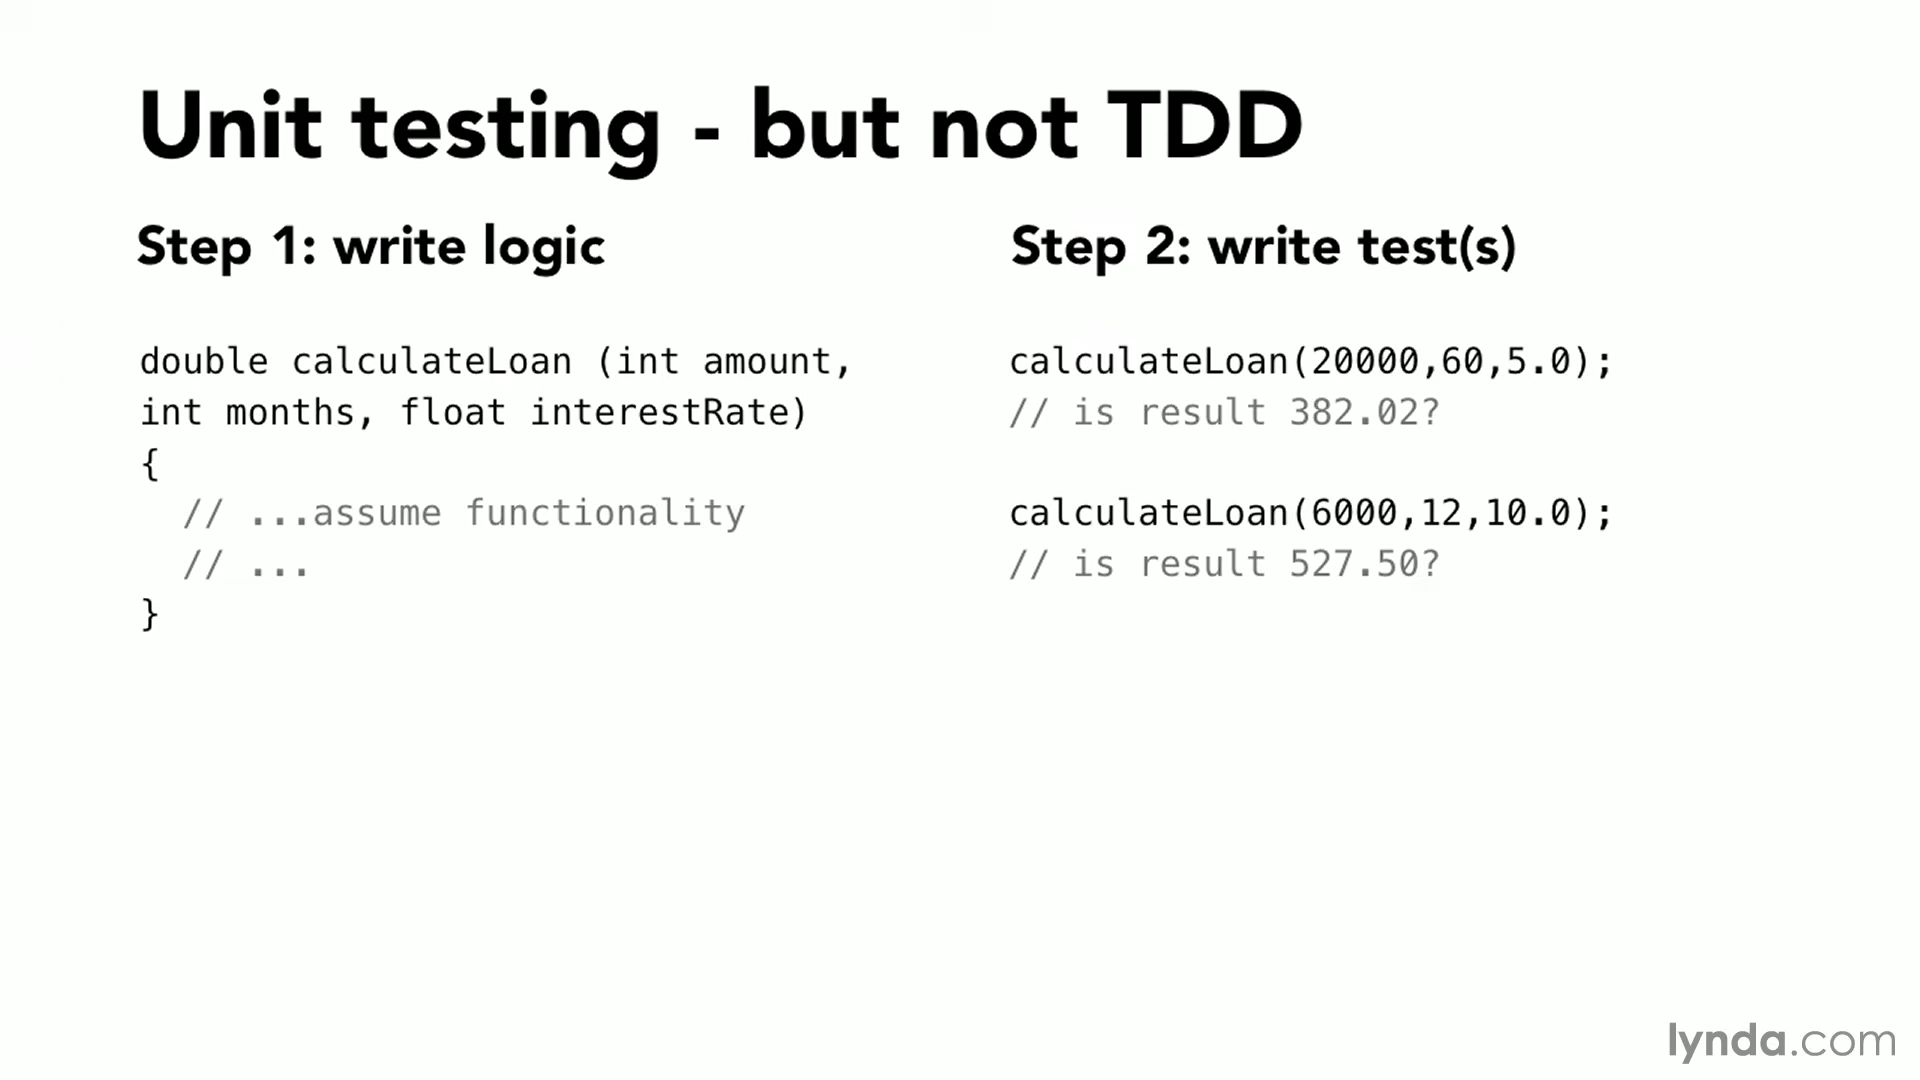 Unit testing - but not TDD
Step 1: write logic
double calculateLoan (int amount,
int months, float interestRate)
{
  // ...assume functionality
  // ...
}
Step 2: write test(s)
calculateLoan(20000,60,5.0);
// is result 382.02?
calculateLoan(6000,12,10.0);
// is result 527.50?
lynda.com